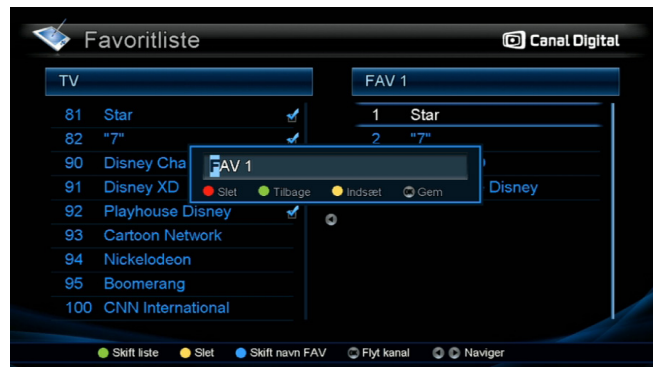 Favoritliste
Canal Digital
TV
FAV 1
81 Star
82 "7"
90 Disney Cha
91 Disney XD
92 Playhouse Disney
93 Cartoon Network
94 Nickelodeon
95 Boomerang
100 CNN International
1 Star
2 "7"
Disney
FAV 1
Slet Tilbage Indsæt OK Gem
Skift liste Slet Skift navn FAV OK Flyt kanal Naviger